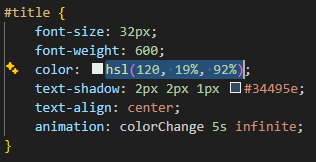 #title {
    font-size: 32px;
    font-weight: 600;
    color: hsl(120, 19%, 92%);
    text-shadow: 2px 2px 1px #34495e;
    text-align: center;
    animation: colorChange 5s infinite;
}